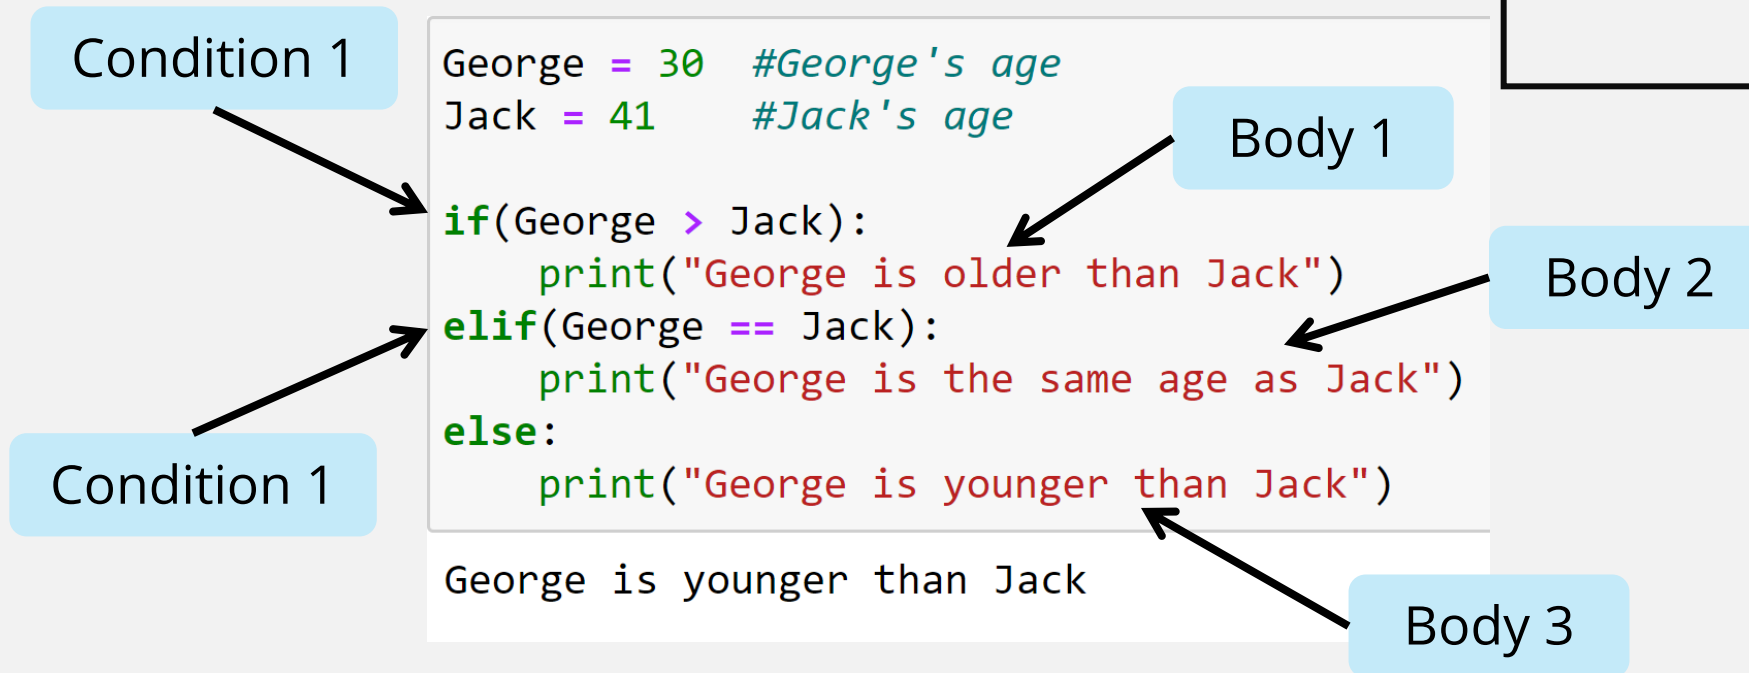 Condition 1
George = 30  #George's age
Jack = 41    #Jack's age
Body 1
if(George > Jack):
    print("George is older than Jack")
Body 2
elif(George == Jack):
    print("George is the same age as Jack")
else:
Condition 1
    print("George is younger than Jack")
George is younger than Jack
Body 3